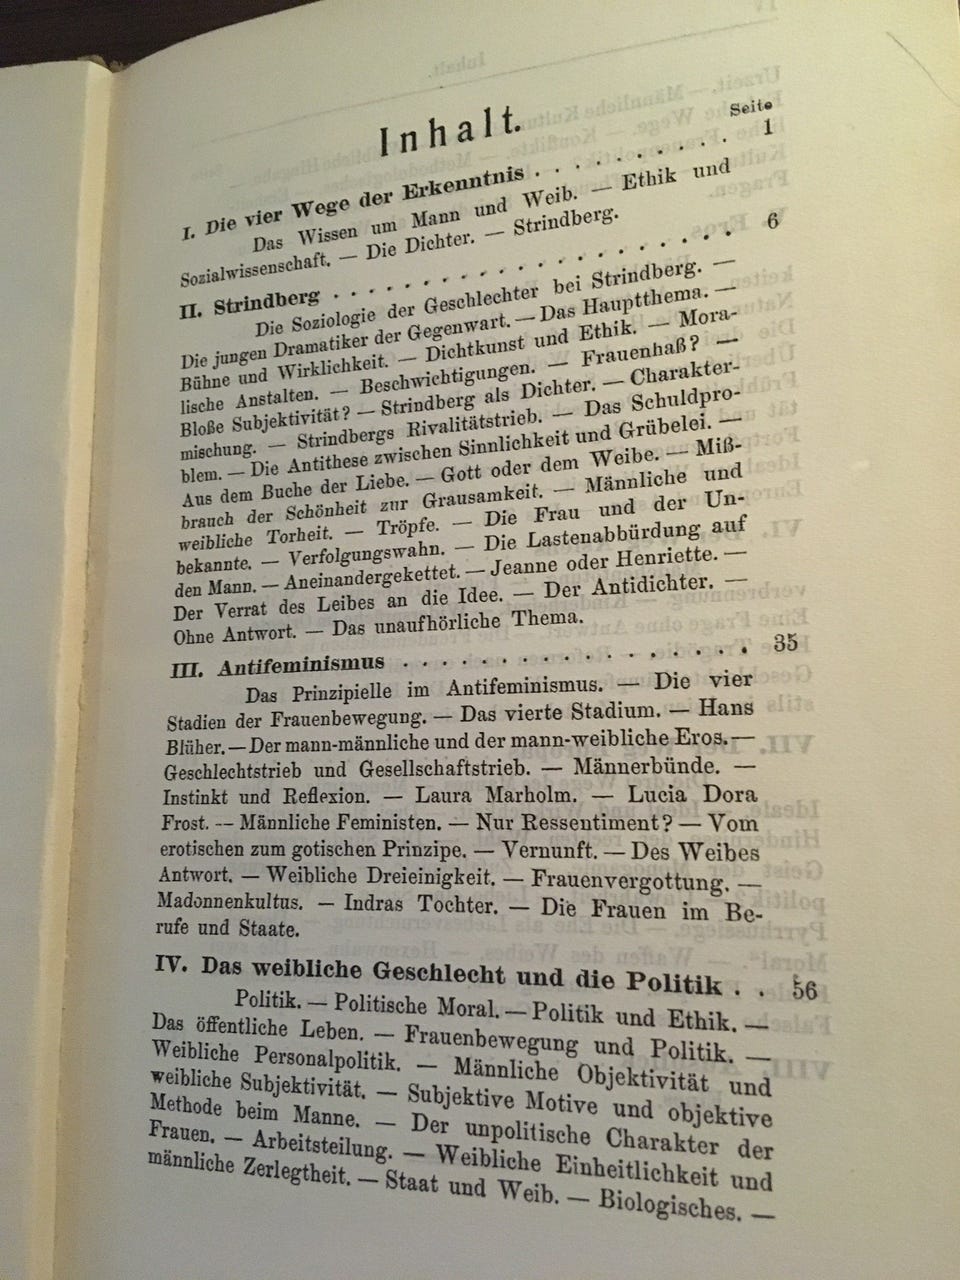 Inhalt.
Seite
I. Die vier Wege der Erkenntnis . . . . . . . . . 1
Das Wissen um Mann und Weib. — Ethik und
Sozialwissenschaft. — Die Dichter. — Strindberg.
II. Strindberg . . . . . . . . . . . . . . . . . . 6
Die Soziologie der Geschlechter bei Strindberg. —
Die jungen Dramatiker der Gegenwart. — Das Hauptthema. —
Bühne und Wirklichkeit. — Dichtkunst und Ethik. — Mora-
lische Anstalten. — Beschwichtigungen. — Frauenhaß? —
Bloße Subjektivität? — Strindberg als Dichter. — Charakter-
mischung. — Strindbergs Rivalitätstrieb. — Das Schuldpro-
blem. — Die Antithese zwischen Sinnlichkeit und Grübelei. —
Aus dem Buche der Liebe. — Gott oder dem Weibe. — Miß-
brauch der Schönheit zur Grausamkeit. — Männliche und
weibliche Torheit. — Tröpfe. — Die Frau und der Un-
bekannte. — Verfolgungswahn. — Die Lastenabbürdung auf
den Mann. — Aneinandergekettet. — Jeanne oder Henriette. —
Der Verrat des Leibes an die Idee. — Der Antidichter. —
Ohne Antwort. — Das unaufhörliche Thema.
III. Antifeminismus . . . . . . . . . . . . . . . 35
Das Prinzipielle im Antifeminismus. — Die vier
Stadien der Frauenbewegung. — Das vierte Stadium. — Hans
Blüher. — Der mann-männliche und der mann-weibliche Eros. —
Geschlechtstrieb und Gesellschaftstrieb. — Männerbünde. —
Instinkt und Reflexion. — Laura Marholm. — Lucia Dora
Frost. — Männliche Feministen. — Nur Ressentiment? — Vom
erotischen zum gotischen Prinzipe. — Vernunft. — Des Weibes
Antwort. — Weibliche Dreieinigkeit. — Frauenvergottung. —
Madonnenkultus. — Indras Tochter. — Die Frauen im Be-
rufe und Staate.
IV. Das weibliche Geschlecht und die Politik . . 56
Politik. — Politische Moral. — Politik und Ethik. —
Das öffentliche Leben. — Frauenbewegung und Politik. —
Weibliche Personalpolitik. — Männliche Objektivität und
weibliche Subjektivität. — Subjektive Motive und objektive
Methode beim Manne. — Der unpolitische Charakter der
Frauen. — Arbeitsteilung. — Weibliche Einheitlichkeit und
männliche Zerlegtheit. — Staat und Weib. — Biologisches. —